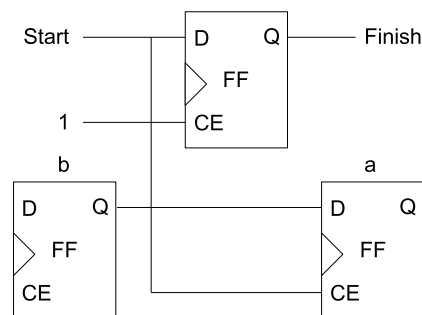 Start D Q Finish
FF
1 CE
b a
D Q D Q
FF FF
CE CE